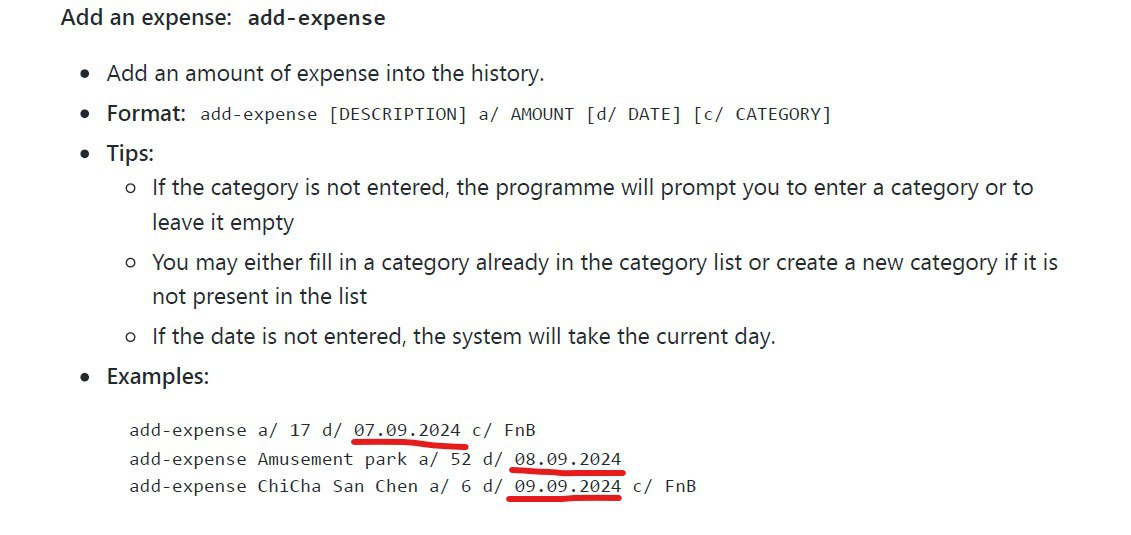 Add an expense: add-expense
• Add an amount of expense into the history.
• Format: add-expense [DESCRIPTION] a/ AMOUNT [d/ DATE] [c/ CATEGORY]
• Tips:
○ If the category is not entered, the programme will prompt you to enter a category or to
leave it empty
○ You may either fill in a category already in the category list or create a new category if it is
not present in the list
○ If the date is not entered, the system will take the current day.
• Examples:
add-expense a/ 17 d/ 07.09.2024 c/ FnB
add-expense Amusement park a/ 52 d/ 08.09.2024
add-expense ChiCha San Chen a/ 6 d/ 09.09.2024 c/ FnB